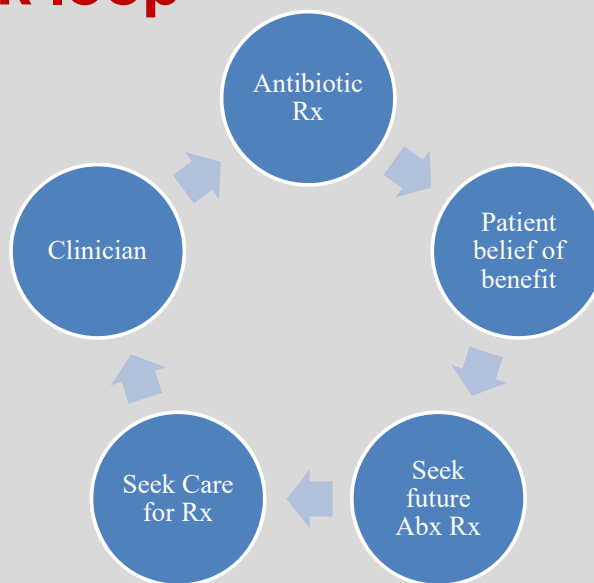 loop
Antibiotic
Rx
Patient
belief of
benefit
Seek
future
Abx Rx
Seek Care
for Rx
Clinician